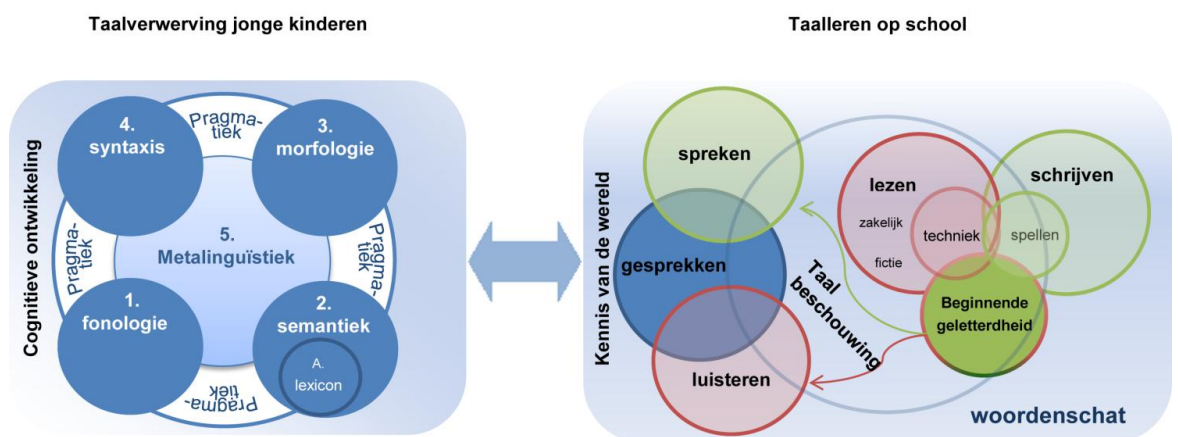 Taalverwerving jonge kinderen
Cognitieve ontwikkeling
4.
syntaxis
Pragma-
tiek
3.
morfologie
Pragma-
tiek
5.
Metalinguïstiek
Pragma-
tiek
1.
fonologie
2.
semantiek
A.
lexicon
Pragma-
tiek
Taalleren op school
Kennis van de wereld
spreken
gesprekken
luisteren
Taal
beschouwing
lezen
zakelijk
fictie
techniek
schrijven
spellen
Beginnende
geletterdheid
woordenschat